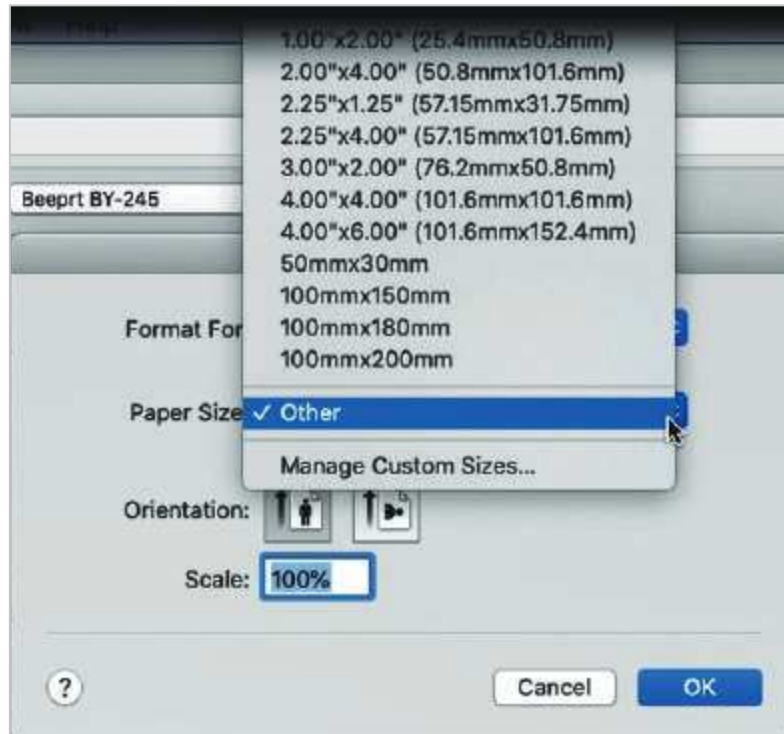 Help
1.00"x2.00" (25.4mmx50.8mm)
2.00"x4.00" (50.8mmx101.6mm)
2.25"x1.25" (57.15mmx31.75mm)
2.25"x4.00" (57.15mmx101.6mm)
3.00"x2.00" (76.2mmx50.8mm)
4.00"x4.00" (101.6mmx101.6mm)
Beeprt BY-245
4.00"x6.00" (101.6mmx152.4mm)
50mmx30mm
100mmx150mm
Format For
100mmx180mm
100mmx200mm
Paper Size ✓ Other
Manage Custom Sizes...
Orientation:
Scale: 100%
? Cancel OK